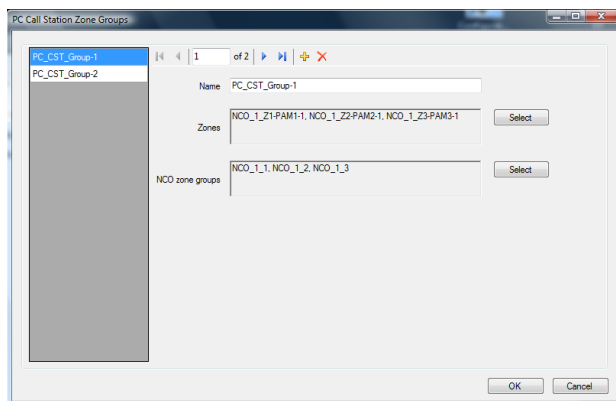 PC Call Station Zone Groups
PC_CST_Group-1
PC_CST_Group-2
1 of 2
Name PC_CST_Group-1
Zones NCO_1_Z1-PAM1-1, NCO_1_Z2-PAM2-1, NCO_1_Z3-PAM3-1 Select
NCO zone groups NCO_1_1, NCO_1_2, NCO_1_3 Select
OK Cancel